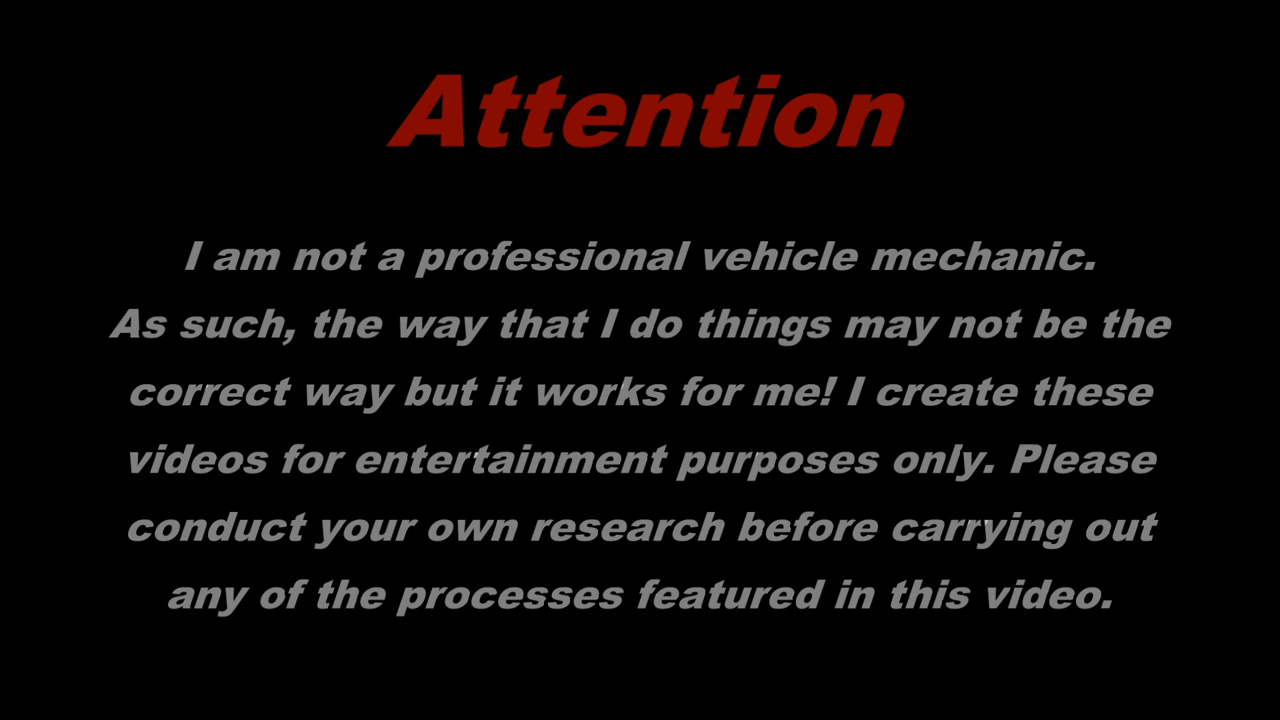 Attention
I am not a professional vehicle mechanic.
As such, the way that I do things may not be the
correct way but it works for me! I create these
videos for entertainment purposes only. Please
conduct your own research before carrying out
any of the processes featured in this video.